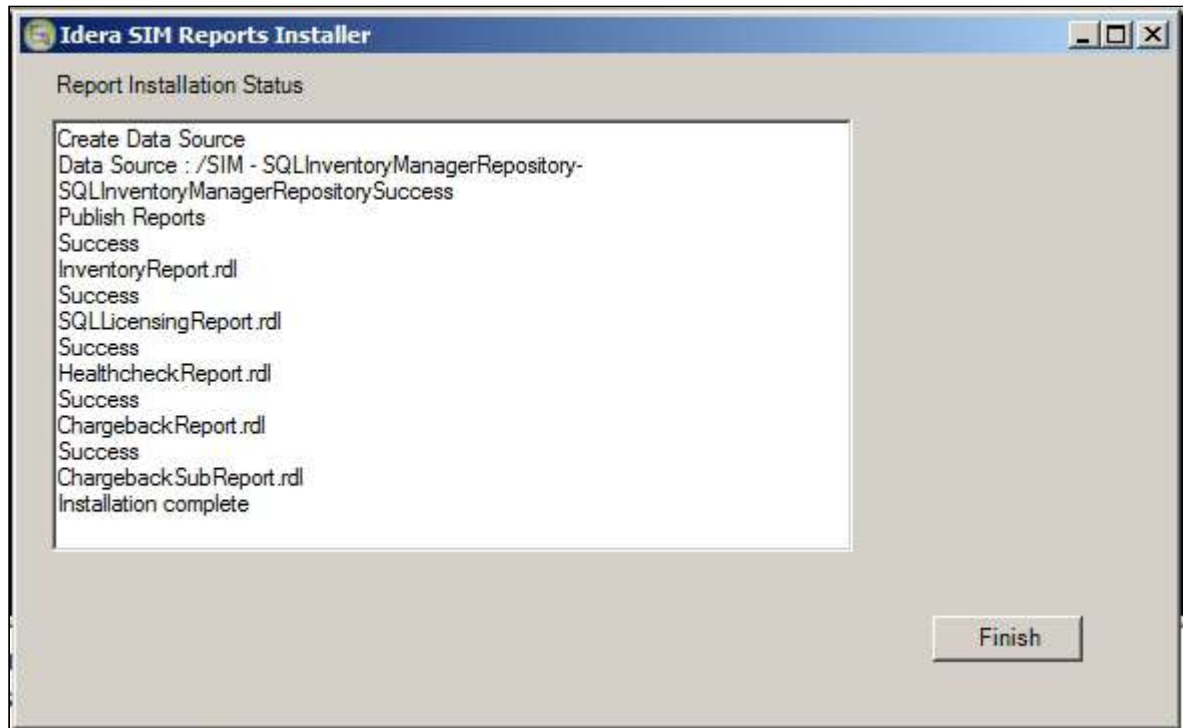 Idera SIM Reports Installer
Report Installation Status
Create Data Source
Data Source : /SIM - SQLInventoryManagerRepository-
SQLInventoryManagerRepositorySuccess
Publish Reports
Success
InventoryReport.rdl
Success
SQLLicensingReport.rdl
Success
HealthcheckReport.rdl
Success
ChargebackReport.rdl
Success
ChargebackSubReport.rdl
Installation complete
Finish